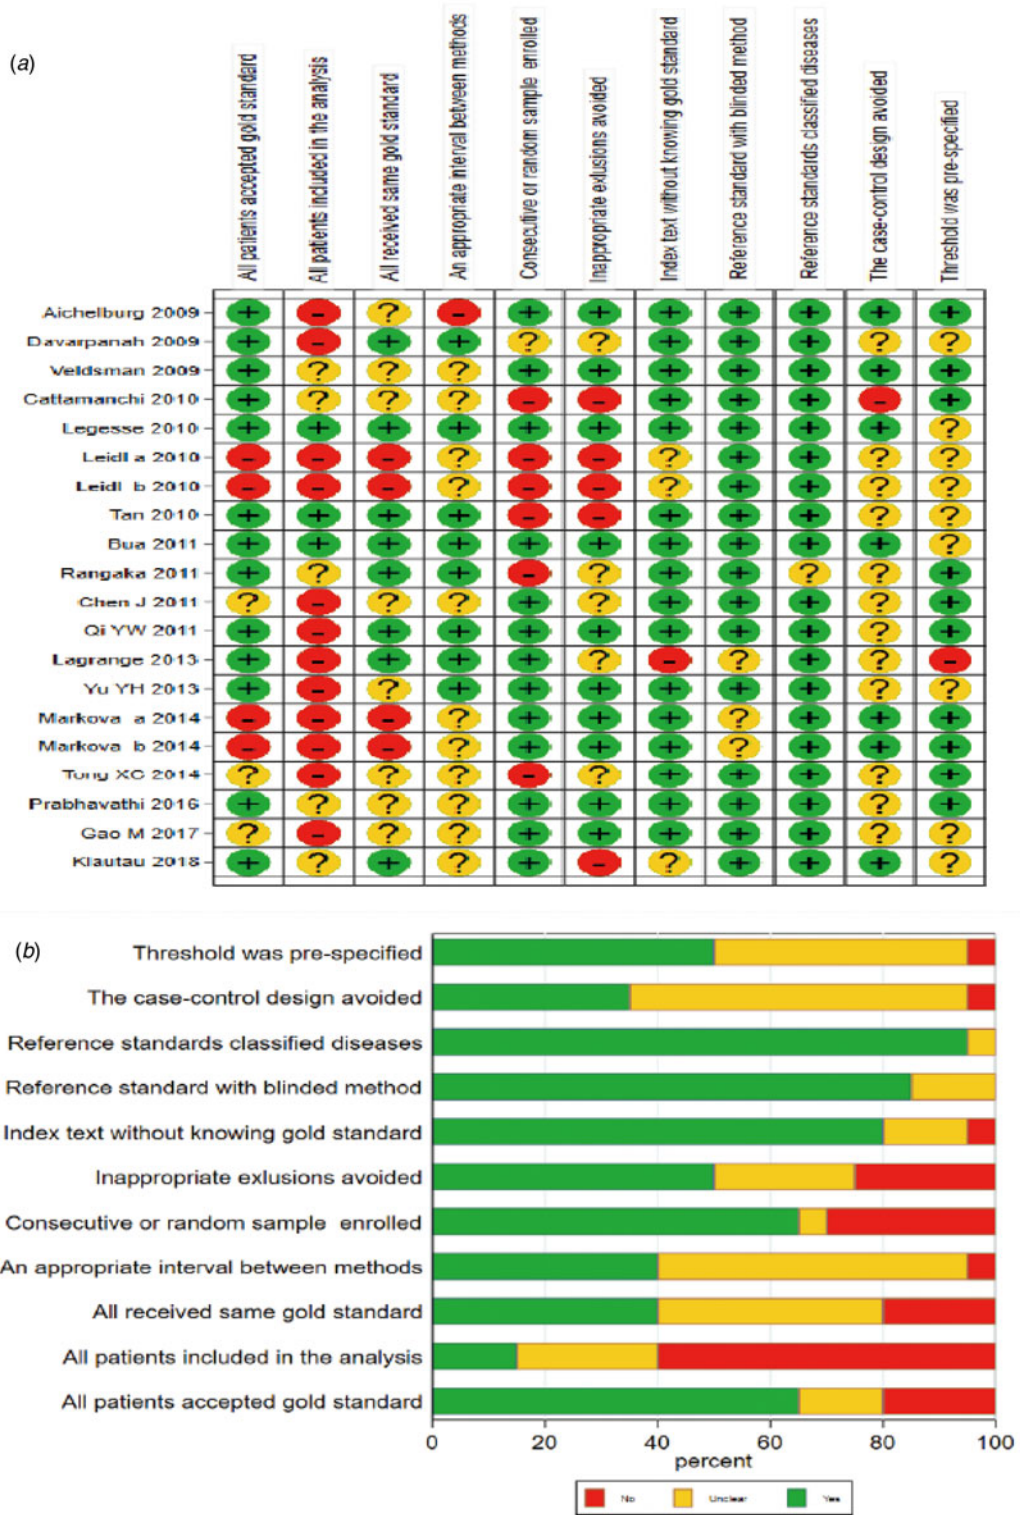 (a)
All patients accepted gold standard
All patients included in the analysis
All received same gold standard
An appropriate interval between methods
Consecutive or random sample enrolled
Inappropriate exlusions avoided
Index text without knowing gold standard
Reference standard with blinded method
Reference standards classified diseases
The case-control design avoided
Threshold was pre-specified
Aichelburg 2009 + - ? - + + + + + + +
Davarpanah 2009 + - + + ? ? + + + ? ?
Veldsman 2009 + ? ? ? + + + + + + +
Cattamanchi 2010 + ? ? ? - - + + + - +
Legesse 2010 + + + + + + + + + + ?
Leidl a 2010 - - - ? - - ? + + ? ?
Leidl b 2010 - - - ? - - ? + + ? ?
Tan 2010 + + + + - - + + + ? ?
Bua 2011 + + + + + + + + + + ?
Rangaka 2011 + ? + + - ? + + ? ? +
Chen J 2011 ? - ? ? + ? + + + ? +
Qi YW 2011 + - + + + + + + + ? +
Lagrange 2013 + - + + + ? - ? + ? -
Yu YH 2013 + - ? + + + + + + ? ?
Markova a 2014 - - - ? + + + ? + + +
Markova b 2014 - - - ? + + + ? + + +
Tong XC 2014 ? - ? ? - ? + + + ? +
Prabhavathi 2016 + ? ? ? + + + + + ? +
Gao M 2017 ? - ? ? + + + + + ? ?
Klautau 2018 + ? + ? + - ? + + + ?
(b)
Threshold was pre-specified
The case-control design avoided
Reference standards classified diseases
Reference standard with blinded method
Index text without knowing gold standard
Inappropriate exlusions avoided
Consecutive or random sample enrolled
An appropriate interval between methods
All received same gold standard
All patients included in the analysis
All patients accepted gold standard
0 20 40 60 80 100
percent
No Unclear Yes